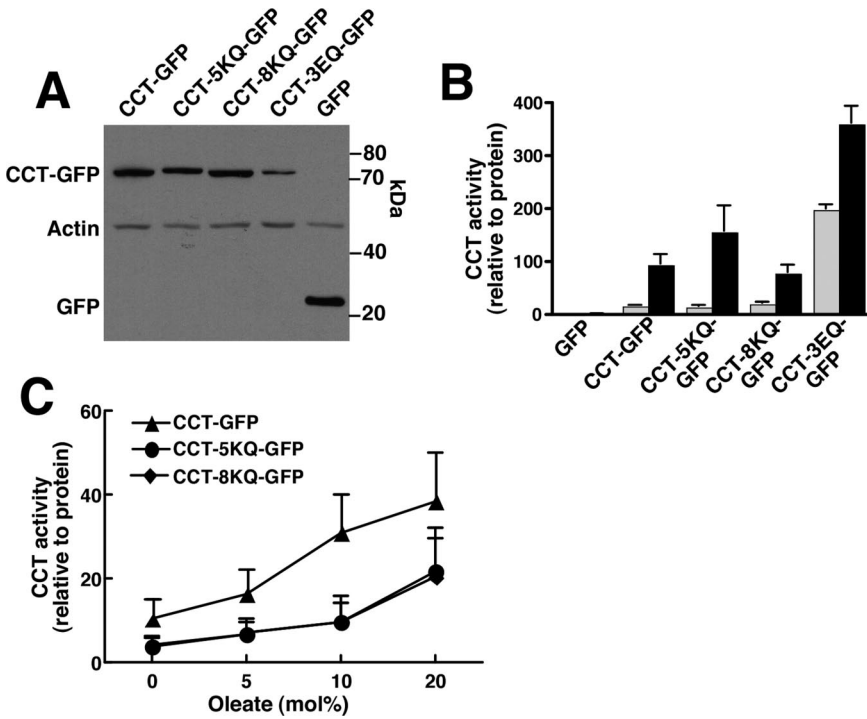 A
CCT-GFP
CCT-5KQ-GFP
CCT-8KQ-GFP
CCT-3EQ-GFP
GFP
CCT-GFP
Actin
GFP
80
70
40
20
kDa
B
CCT activity
(relative to protein)
400
300
200
100
0
GFP
CCT-GFP
CCT-5KQ-
GFP
CCT-8KQ-
GFP
CCT-3EQ-
GFP
C
CCT activity
(relative to protein)
60
40
20
0
CCT-GFP
CCT-5KQ-GFP
CCT-8KQ-GFP
0 5 10 20
Oleate (mol%)